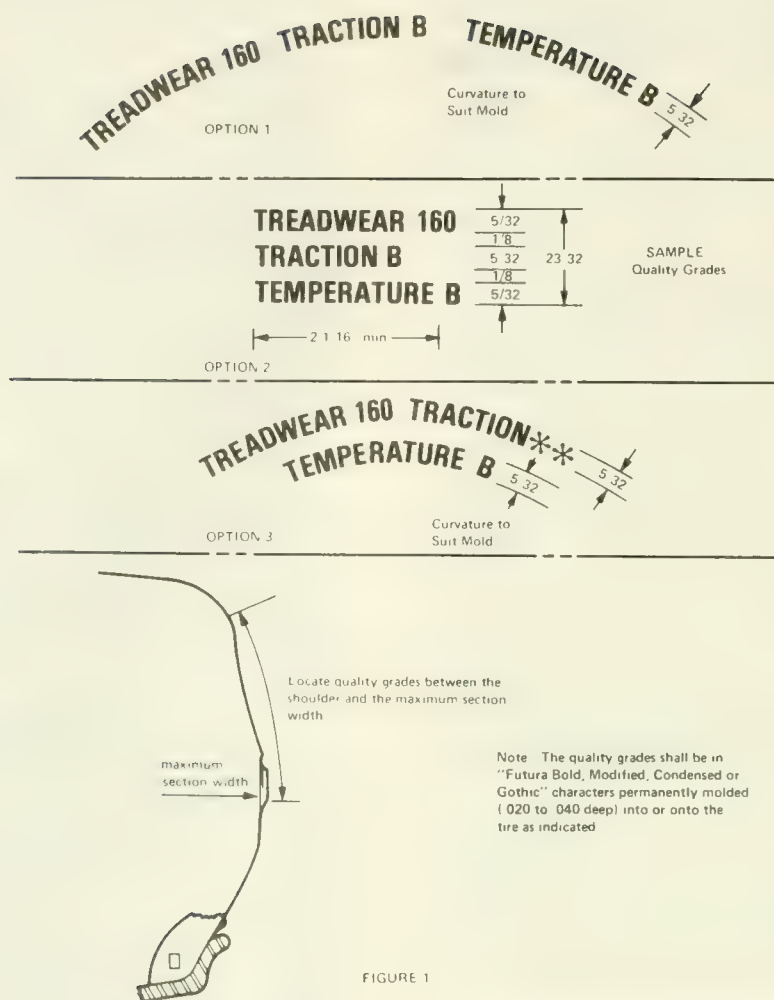 TREADWEAR 160 TRACTION B TEMPERATURE B
5 32
Curvature to
Suit Mold
OPTION 1
TREADWEAR 160
TRACTION B
TEMPERATURE B
5/32
1/8
5 32
1/8
5/32
23 32
SAMPLE
Quality Grades
2 1 16 min
OPTION 2
TREADWEAR 160 TRACTION**
TEMPERATURE B
5 32
5 32
OPTION 3
Curvature to
Suit Mold
Locate quality grades between the
shoulder and the maximum section
width
maximum
section width
Note The quality grades shall be in
"Futura Bold, Modified, Condensed or
Gothic" characters permanently molded
( 020 to 040 deep) into or onto the
tire as indicated
FIGURE 1